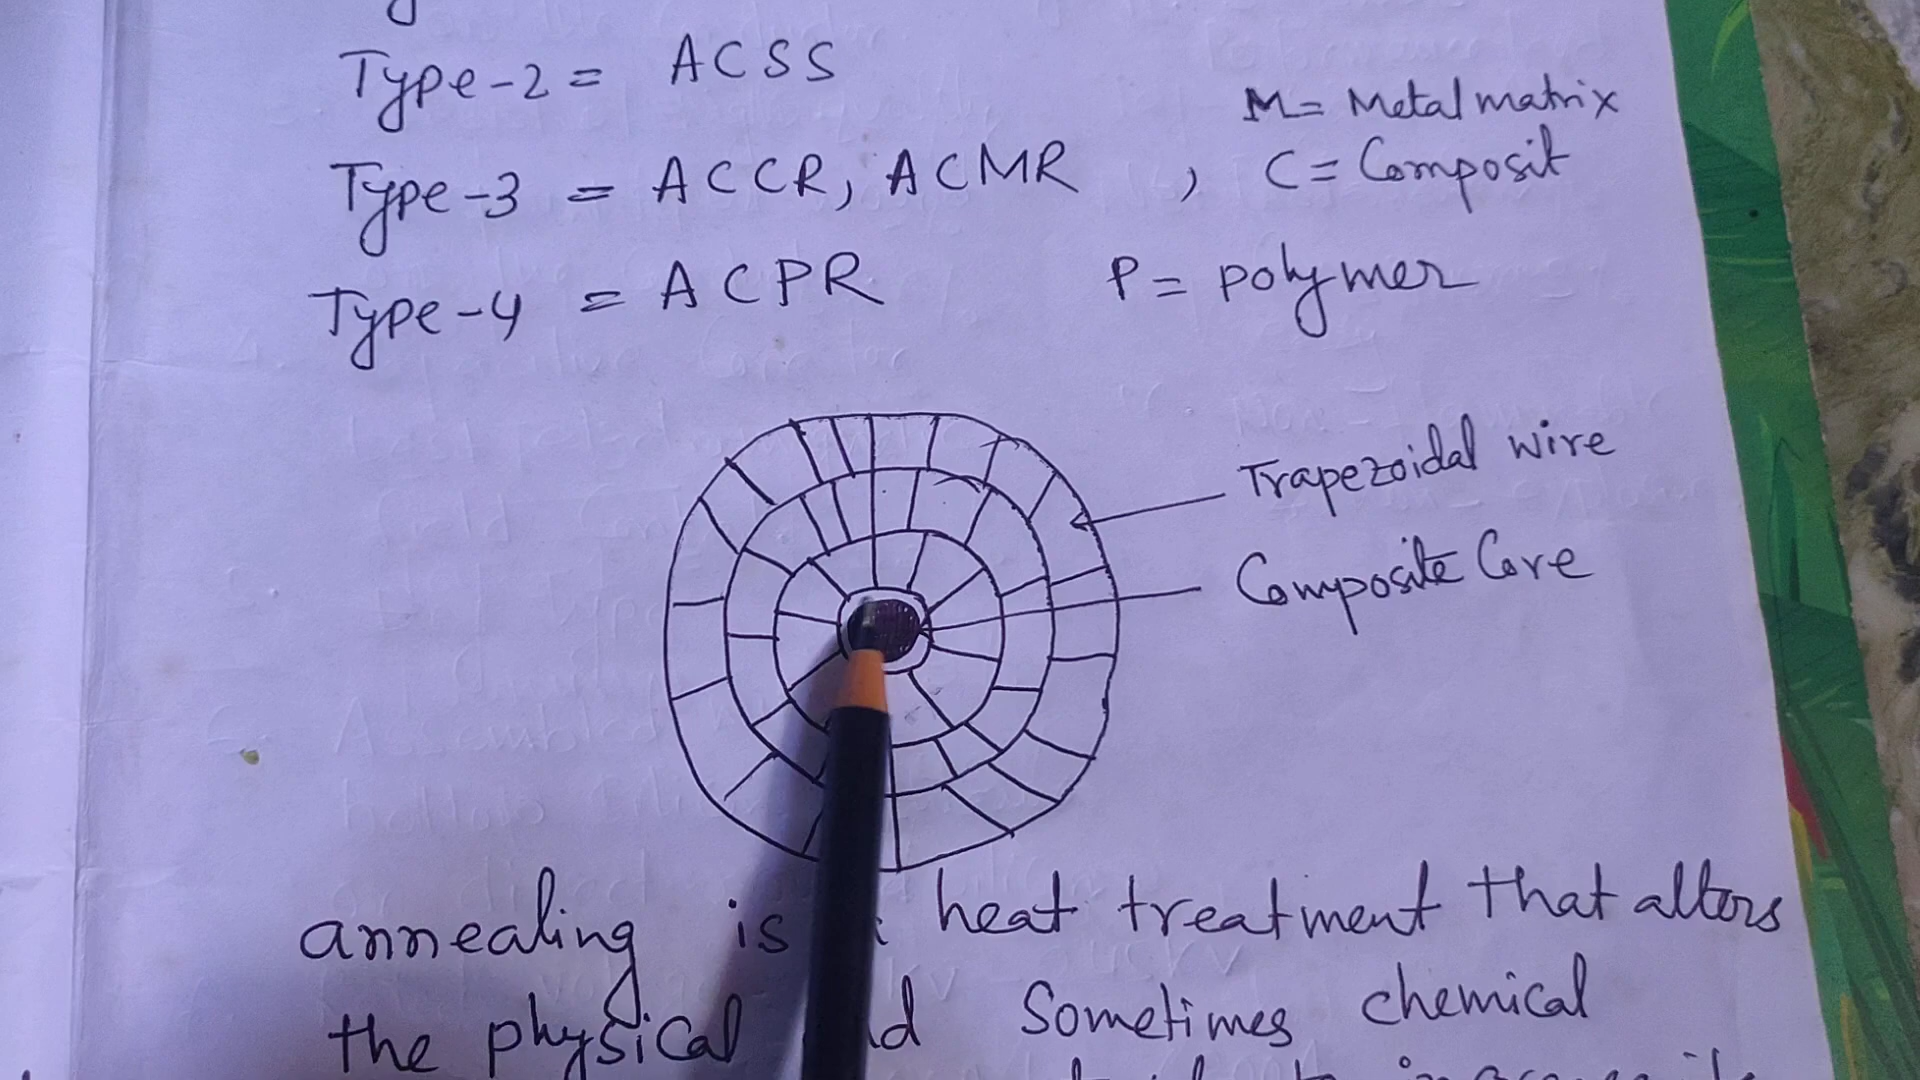 Type-2 = ACSS
M = Metal matrix
Type-3 = ACCR, ACMR , C = Composit
Type-4 = ACPR P = polymer
Trapezoidal wire
Composite Core
annealing is heat treatment that alters
the physical Sometimes chemical